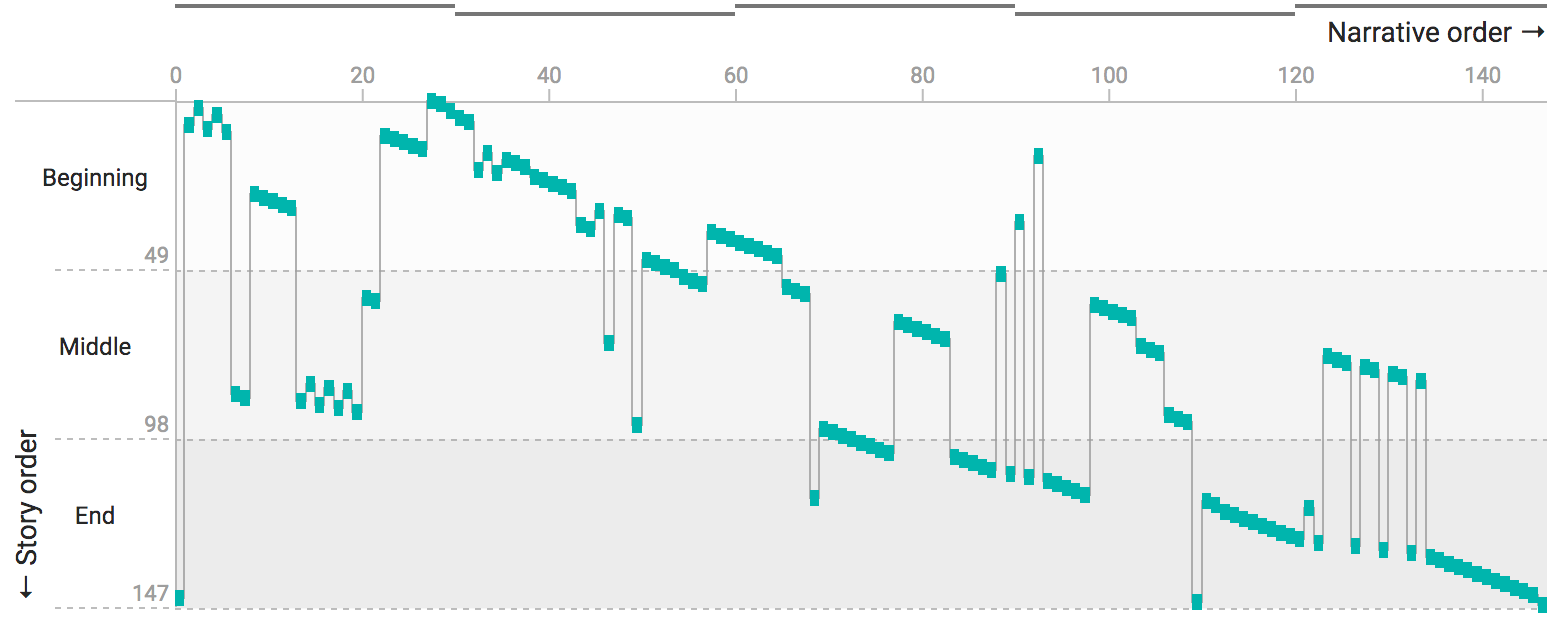 Narrative order →
0 20 40 60 80 100 120 140
Beginning
49
Middle
98
End
147
← Story order